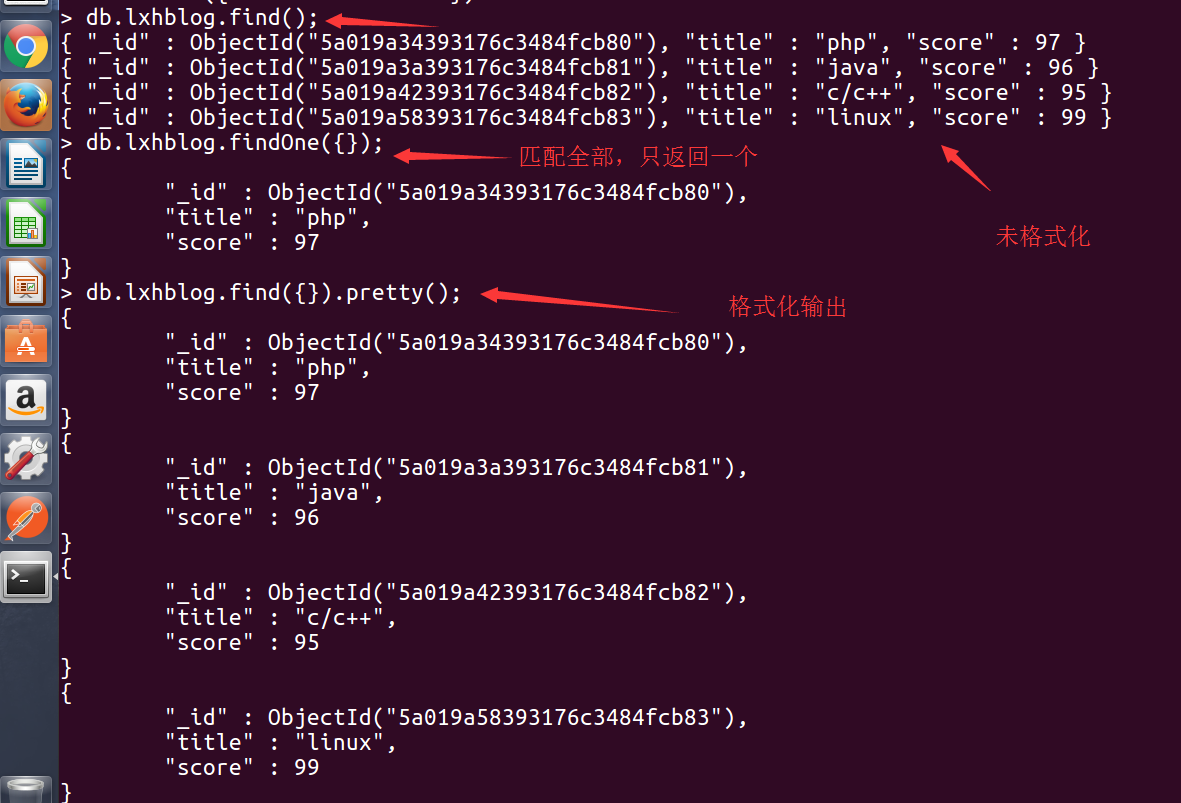 > db.lxhblog.find();
{ "_id" : ObjectId("5a019a34393176c3484fcb80"), "title" : "php", "score" : 97 }
{ "_id" : ObjectId("5a019a3a393176c3484fcb81"), "title" : "java", "score" : 96 }
{ "_id" : ObjectId("5a019a42393176c3484fcb82"), "title" : "c/c++", "score" : 95 }
{ "_id" : ObjectId("5a019a58393176c3484fcb83"), "title" : "linux", "score" : 99 }
> db.lxhblog.findOne({});
匹配全部，只返回一个
{
"_id" : ObjectId("5a019a34393176c3484fcb80"),
"title" : "php",
"score" : 97
未格式化
}
> db.lxhblog.find({}).pretty();
格式化输出
{
"_id" : ObjectId("5a019a34393176c3484fcb80"),
"title" : "php",
"score" : 97
}
{
"_id" : ObjectId("5a019a3a393176c3484fcb81"),
"title" : "java",
"score" : 96
}
{
"_id" : ObjectId("5a019a42393176c3484fcb82"),
"title" : "c/c++",
"score" : 95
}
{
"_id" : ObjectId("5a019a58393176c3484fcb83"),
"title" : "linux",
"score" : 99
}